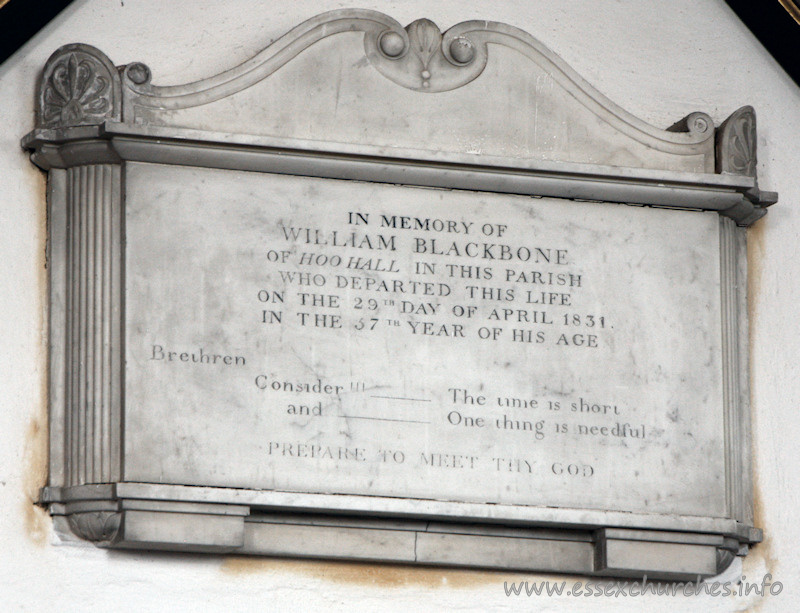 IN MEMORY OF
WILLIAM BLACKBONE
OF HOO HALL IN THIS PARISH
WHO DEPARTED THIS LIFE
ON THE 29TH DAY OF APRIL 1831.
IN THE 57TH YEAR OF HIS AGE
Brethren
Consider !!! ——— The time is short
and ——— One thing is needful
PREPARE TO MEET THY GOD
www.essexchurches.info